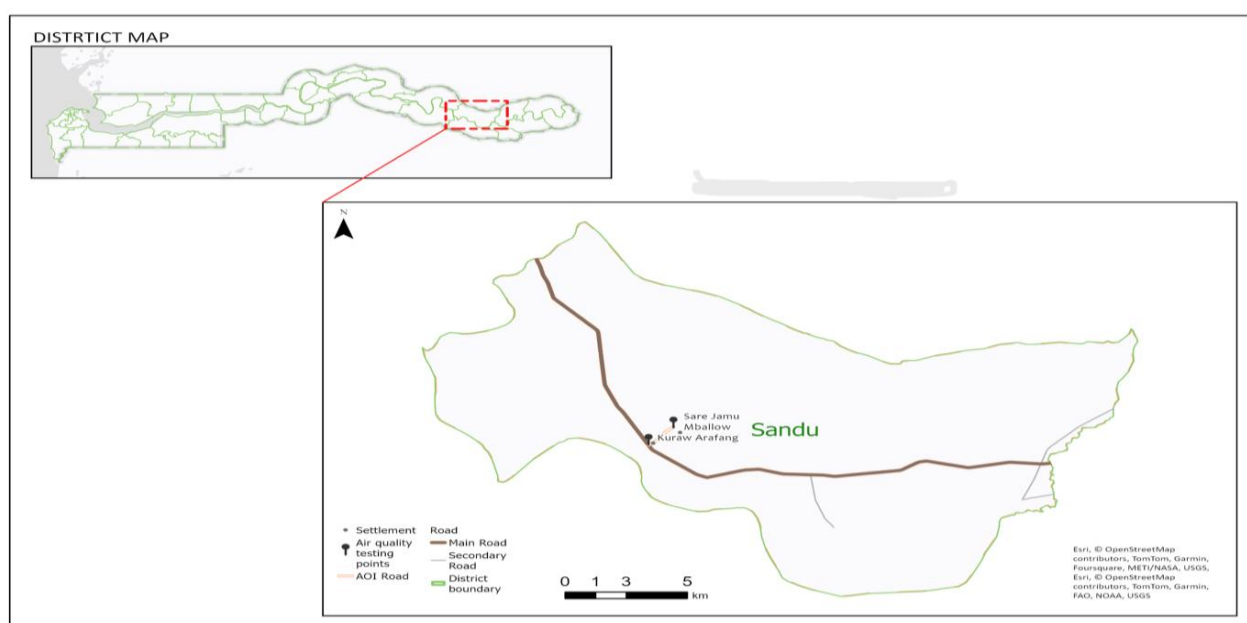 DISTRTICT MAP
N
Sare Jamu
Mballow
Kuraw Arafang
Sandu
Settlement
Air quality
testing
points
AOI Road
Road
Main Road
Secondary
Road
District
boundary
0 1 3 5
km
Esri, © OpenStreetMap
contributors, TomTom, Garmin,
Foursquare, METI/NASA, USGS,
Esri, © OpenStreetMap
contributors, TomTom, Garmin,
FAO, NOAA, USGS